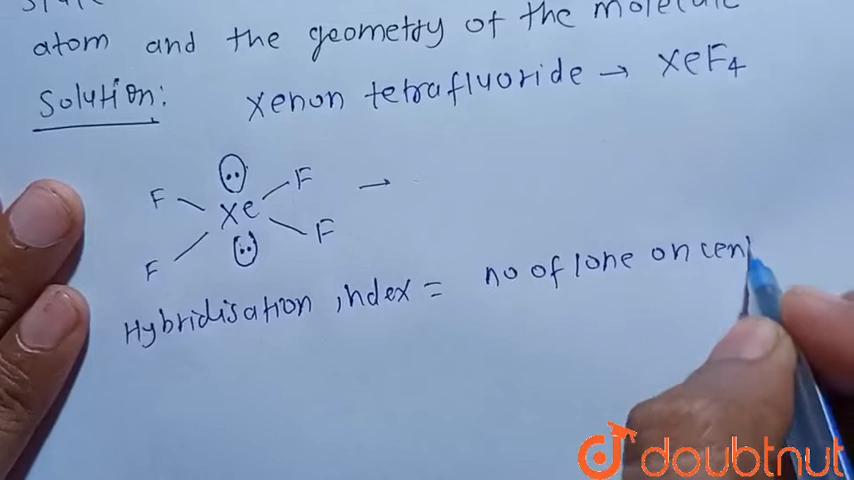 atom and the geometry of the molecule
Solution: Xenon tetrafluoride → XeF4
F F →
Xe
F F
Hybridisation index = no of lone on cen
doubtnut